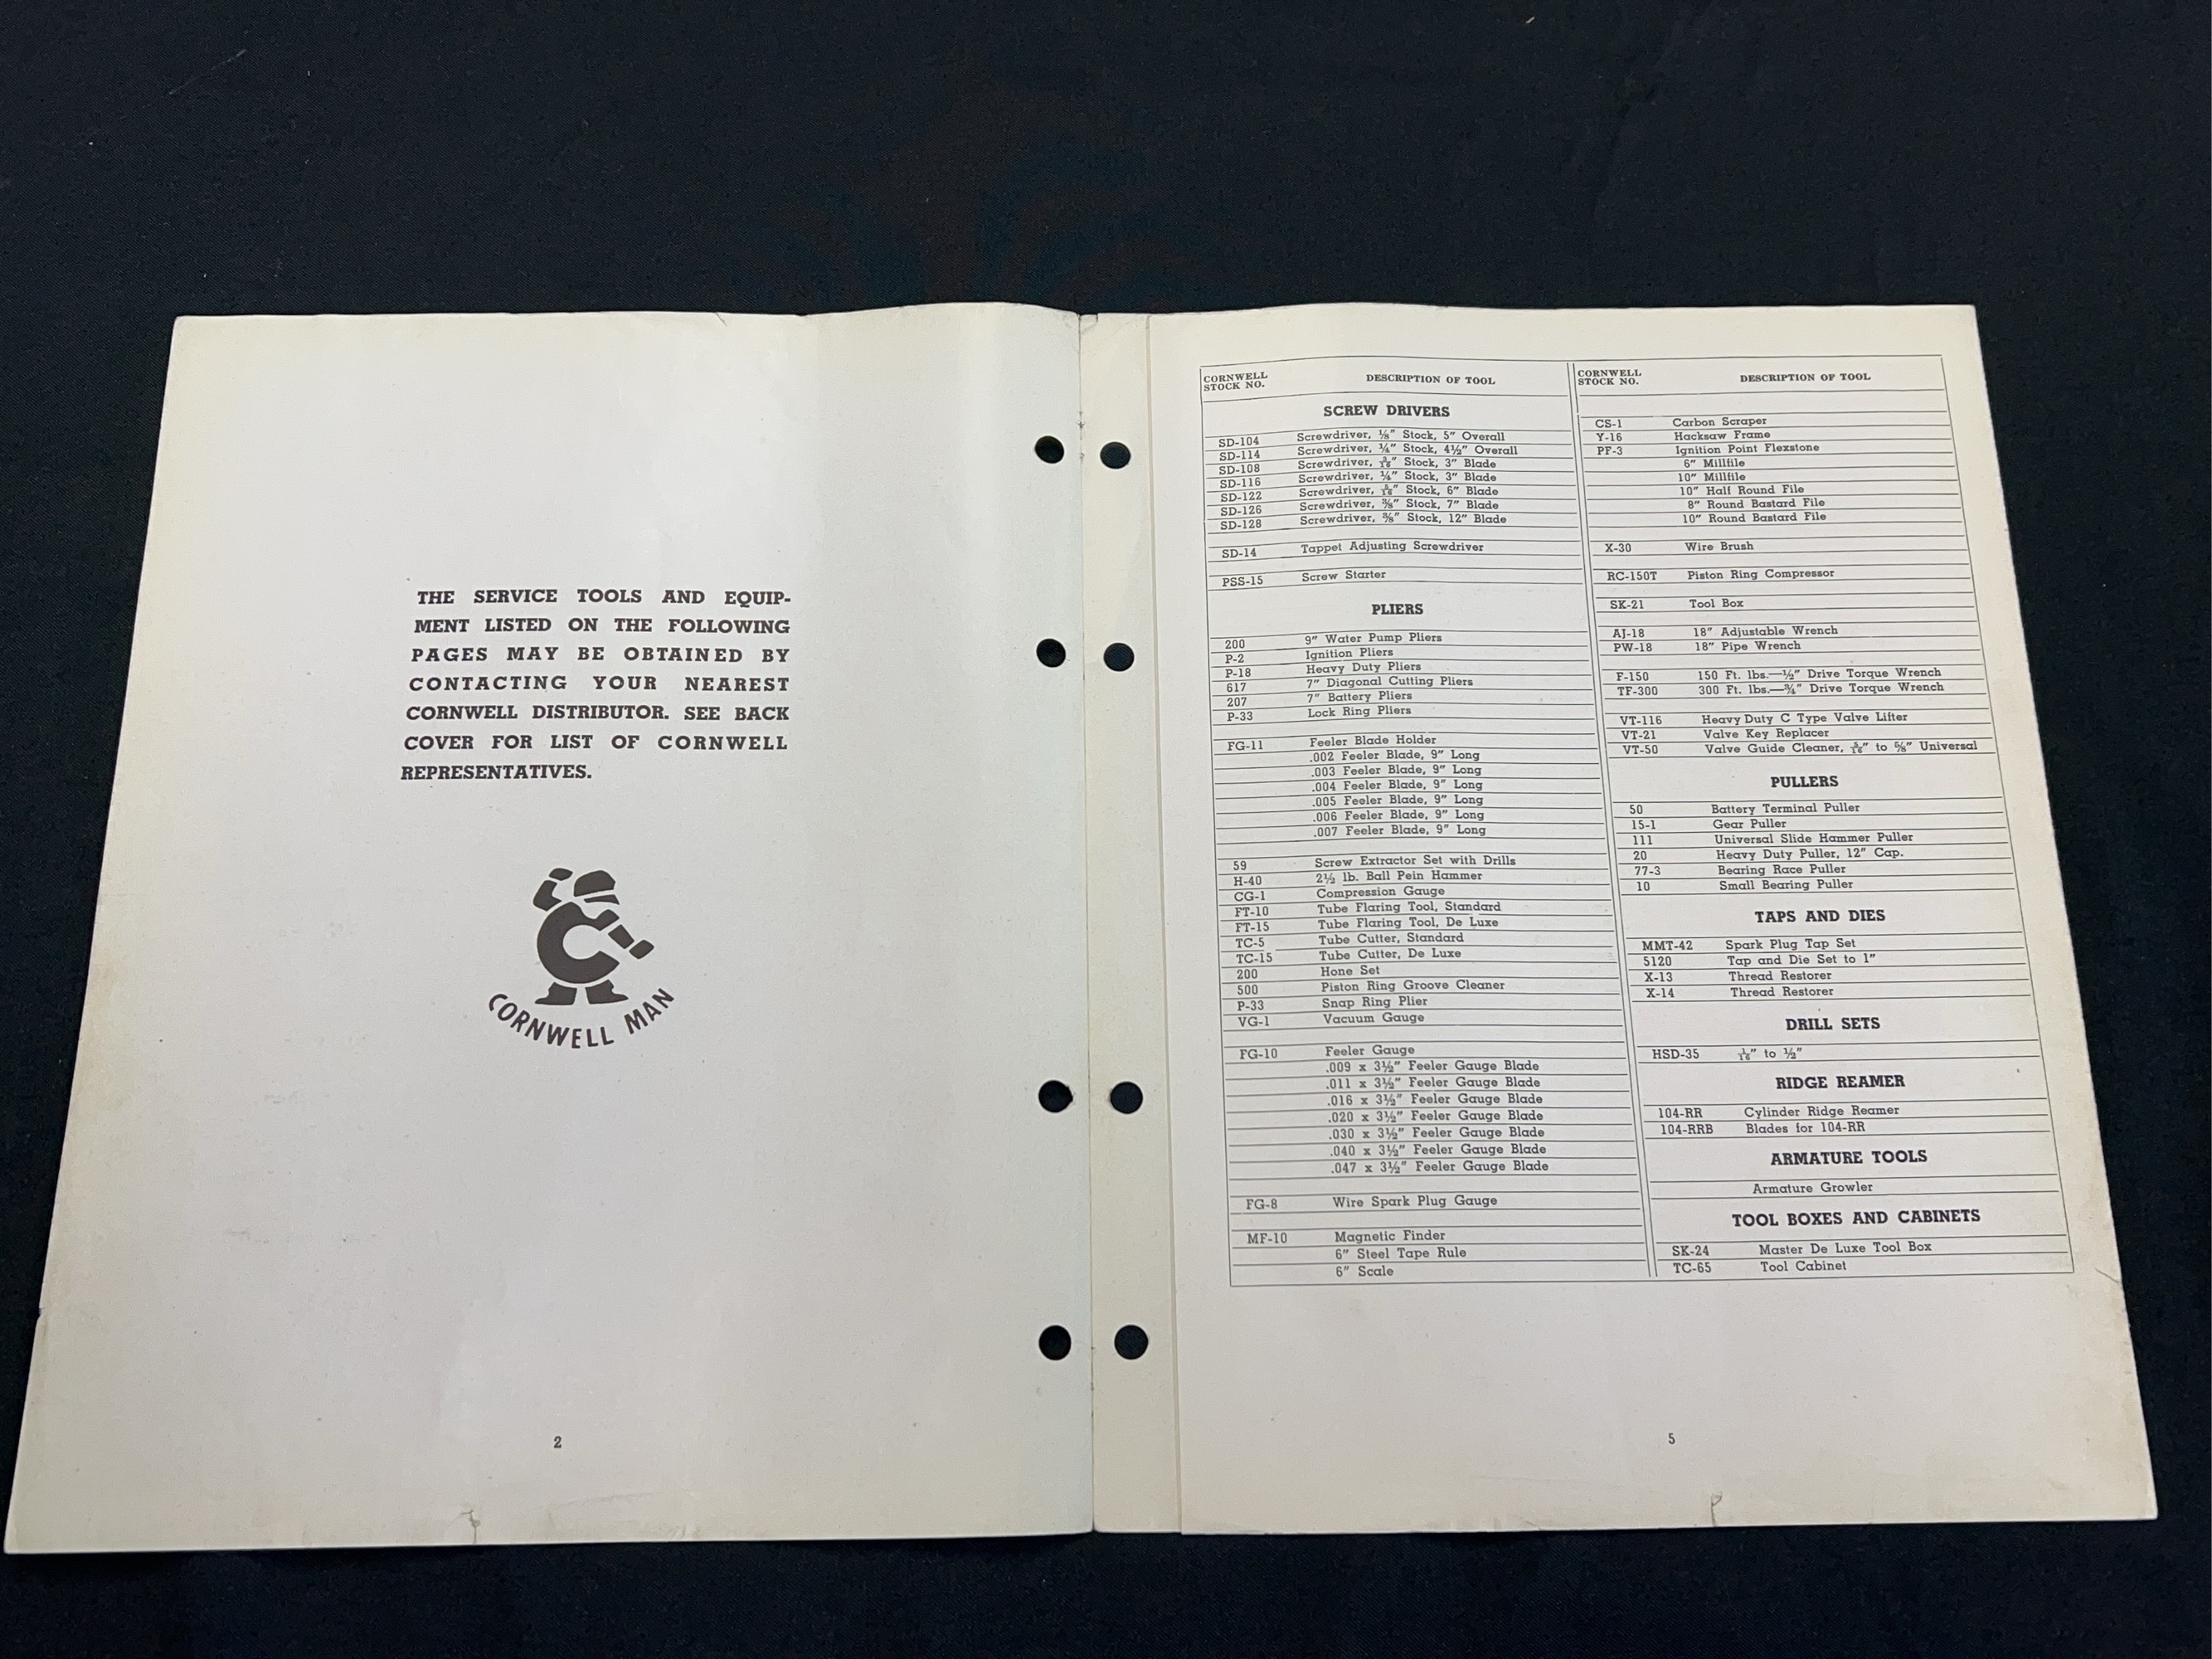 THE SERVICE TOOLS AND EQUIP-
MENT LISTED ON THE FOLLOWING
PAGES MAY BE OBTAINED BY
CONTACTING YOUR NEAREST
CORNWELL DISTRIBUTOR. SEE BACK
COVER FOR LIST OF CORNWELL
REPRESENTATIVES.
C
CORNWELL MAN
2
CORNWELL STOCK NO. DESCRIPTION OF TOOL
SCREW DRIVERS
SD-104 Screwdriver, ⅛" Stock, 5" Overall
SD-114 Screwdriver, ¼" Stock, 4½" Overall
SD-108 Screwdriver, 3/16" Stock, 3" Blade
SD-116 Screwdriver, ¼" Stock, 3" Blade
SD-122 Screwdriver, 5/16" Stock, 6" Blade
SD-126 Screwdriver, ⅜" Stock, 7" Blade
SD-128 Screwdriver, ⅜" Stock, 12" Blade
SD-14 Tappet Adjusting Screwdriver
PSS-15 Screw Starter
PLIERS
200 9" Water Pump Pliers
P-2 Ignition Pliers
P-18 Heavy Duty Pliers
617 7" Diagonal Cutting Pliers
207 7" Battery Pliers
P-33 Lock Ring Pliers
FG-11 Feeler Blade Holder
.002 Feeler Blade, 9" Long
.003 Feeler Blade, 9" Long
.004 Feeler Blade, 9" Long
.005 Feeler Blade, 9" Long
.006 Feeler Blade, 9" Long
.007 Feeler Blade, 9" Long
59 Screw Extractor Set with Drills
H-40 2½ lb. Ball Pein Hammer
CG-1 Compression Gauge
FT-10 Tube Flaring Tool, Standard
FT-15 Tube Flaring Tool, De Luxe
TC-5 Tube Cutter, Standard
TC-15 Tube Cutter, De Luxe
200 Hone Set
500 Piston Ring Groove Cleaner
P-33 Snap Ring Plier
VG-1 Vacuum Gauge
FG-10 Feeler Gauge
.009 x 3½" Feeler Gauge Blade
.011 x 3½" Feeler Gauge Blade
.016 x 3½" Feeler Gauge Blade
.020 x 3½" Feeler Gauge Blade
.030 x 3½" Feeler Gauge Blade
.040 x 3½" Feeler Gauge Blade
.047 x 3½" Feeler Gauge Blade
FG-8 Wire Spark Plug Gauge
MF-10 Magnetic Finder
6" Steel Tape Rule
6" Scale
CORNWELL STOCK NO. DESCRIPTION OF TOOL
CS-1 Carbon Scraper
Y-16 Hacksaw Frame
PF-3 Ignition Point Flexstone
6" Millfile
10" Millfile
10" Half Round File
8" Round Bastard File
10" Round Bastard File
X-30 Wire Brush
RC-150T Piston Ring Compressor
SK-21 Tool Box
AJ-18 18" Adjustable Wrench
PW-18 18" Pipe Wrench
F-150 150 Ft. lbs.—½" Drive Torque Wrench
TF-300 300 Ft. lbs.—¾" Drive Torque Wrench
VT-116 Heavy Duty C Type Valve Lifter
VT-21 Valve Key Replacer
VT-50 Valve Guide Cleaner, 5/16" to ⅝" Universal
PULLERS
50 Battery Terminal Puller
15-1 Gear Puller
111 Universal Slide Hammer Puller
20 Heavy Duty Puller, 12" Cap.
77-3 Bearing Race Puller
10 Small Bearing Puller
TAPS AND DIES
MMT-42 Spark Plug Tap Set
5120 Tap and Die Set to 1"
X-13 Thread Restorer
X-14 Thread Restorer
DRILL SETS
HSD-35 1/16" to ½"
RIDGE REAMER
104-RR Cylinder Ridge Reamer
104-RRB Blades for 104-RR
ARMATURE TOOLS
Armature Growler
TOOL BOXES AND CABINETS
SK-24 Master De Luxe Tool Box
TC-65 Tool Cabinet
5